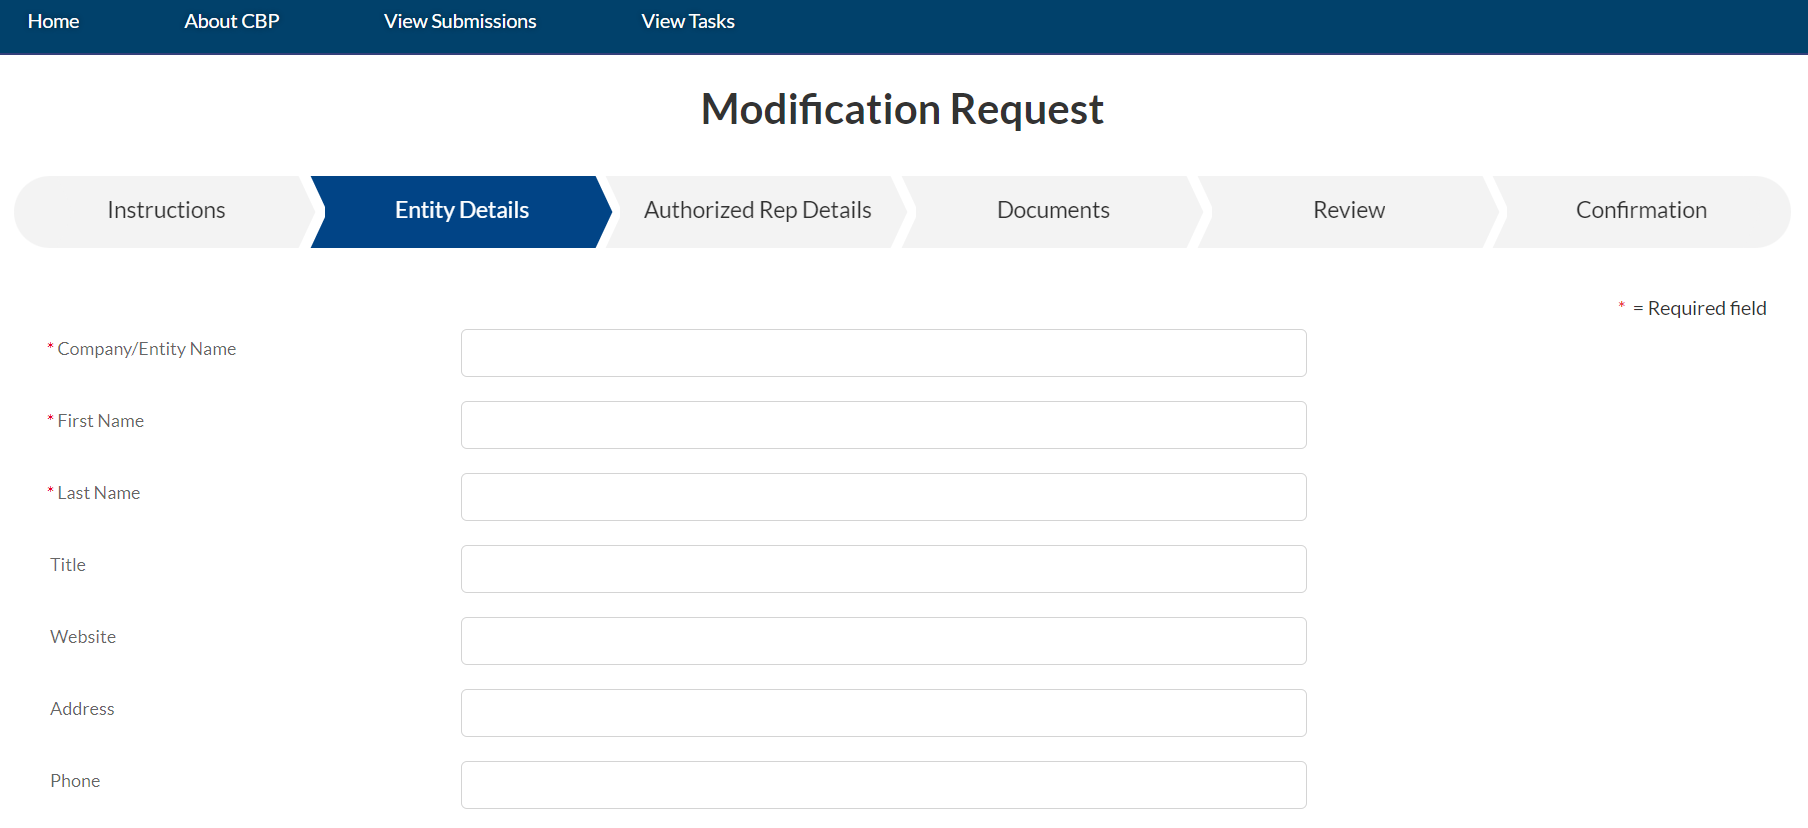 Home About CBP View Submissions View Tasks
Modification Request
Instructions Entity Details Authorized Rep Details Documents Review Confirmation
* = Required field
* Company/Entity Name
* First Name
* Last Name
Title
Website
Address
Phone